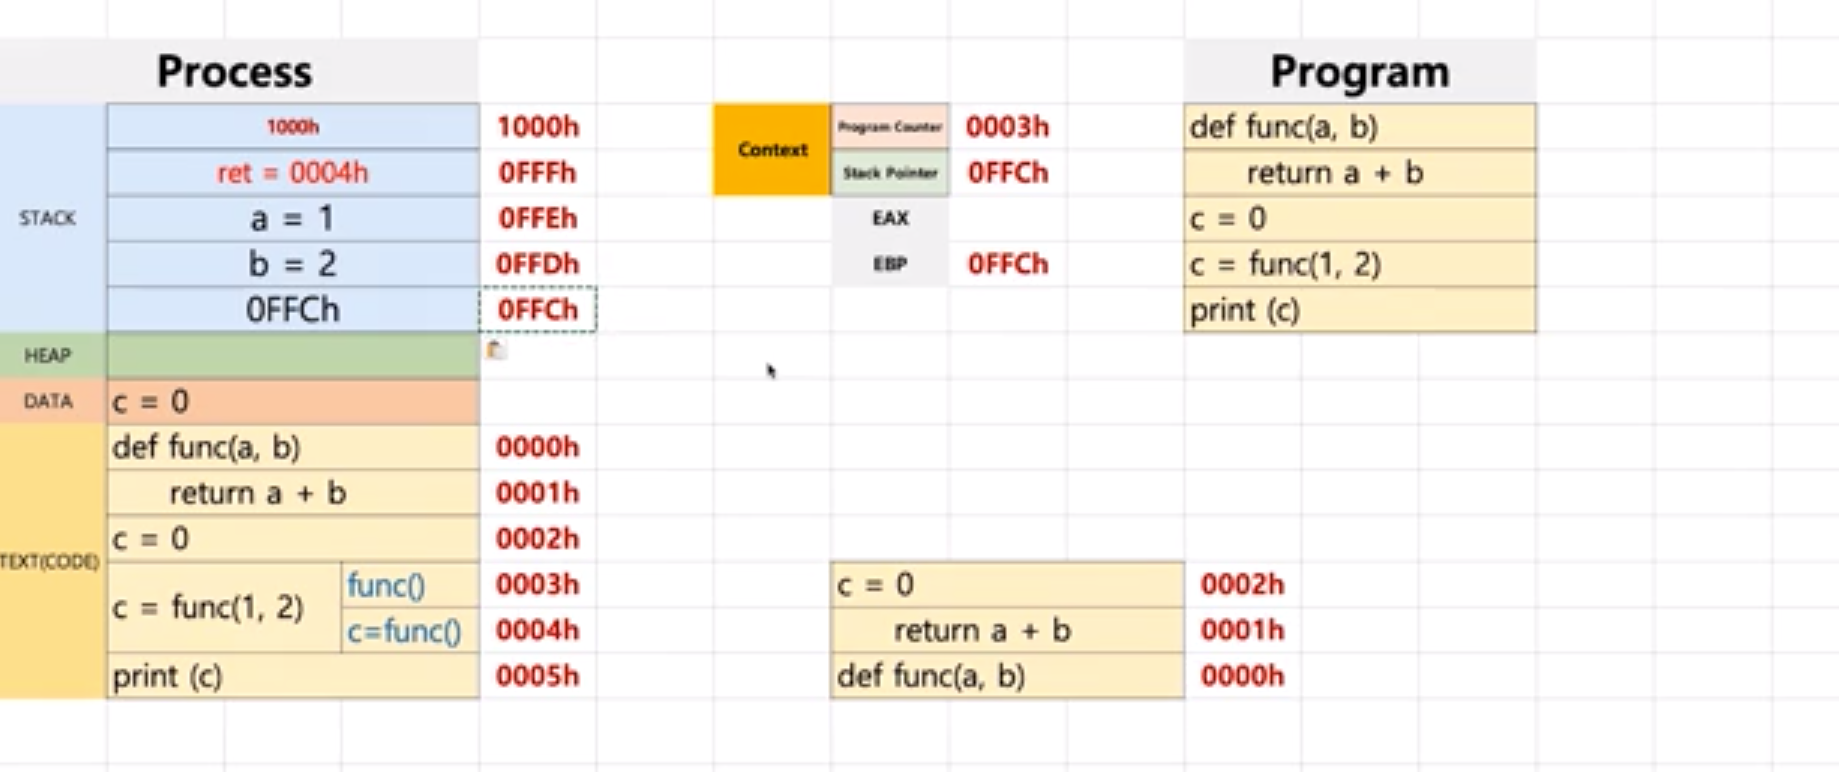 Process
Program
1000h
1000h
Context
Program Counter
0003h
def func(a, b)
ret = 0004h
0FFFh
Stack Pointer
0FFCh
return a + b
STACK
a = 1
0FFEh
EAX
c = 0
b = 2
0FFDh
EBP
0FFCh
c = func(1, 2)
0FFCh
0FFCh
print (c)
HEAP
DATA
c = 0
def func(a, b)
0000h
return a + b
0001h
c = 0
0002h
TEXT(CODE)
c = func(1, 2)
func()
0003h
c = 0
0002h
c=func()
0004h
return a + b
0001h
print (c)
0005h
def func(a, b)
0000h